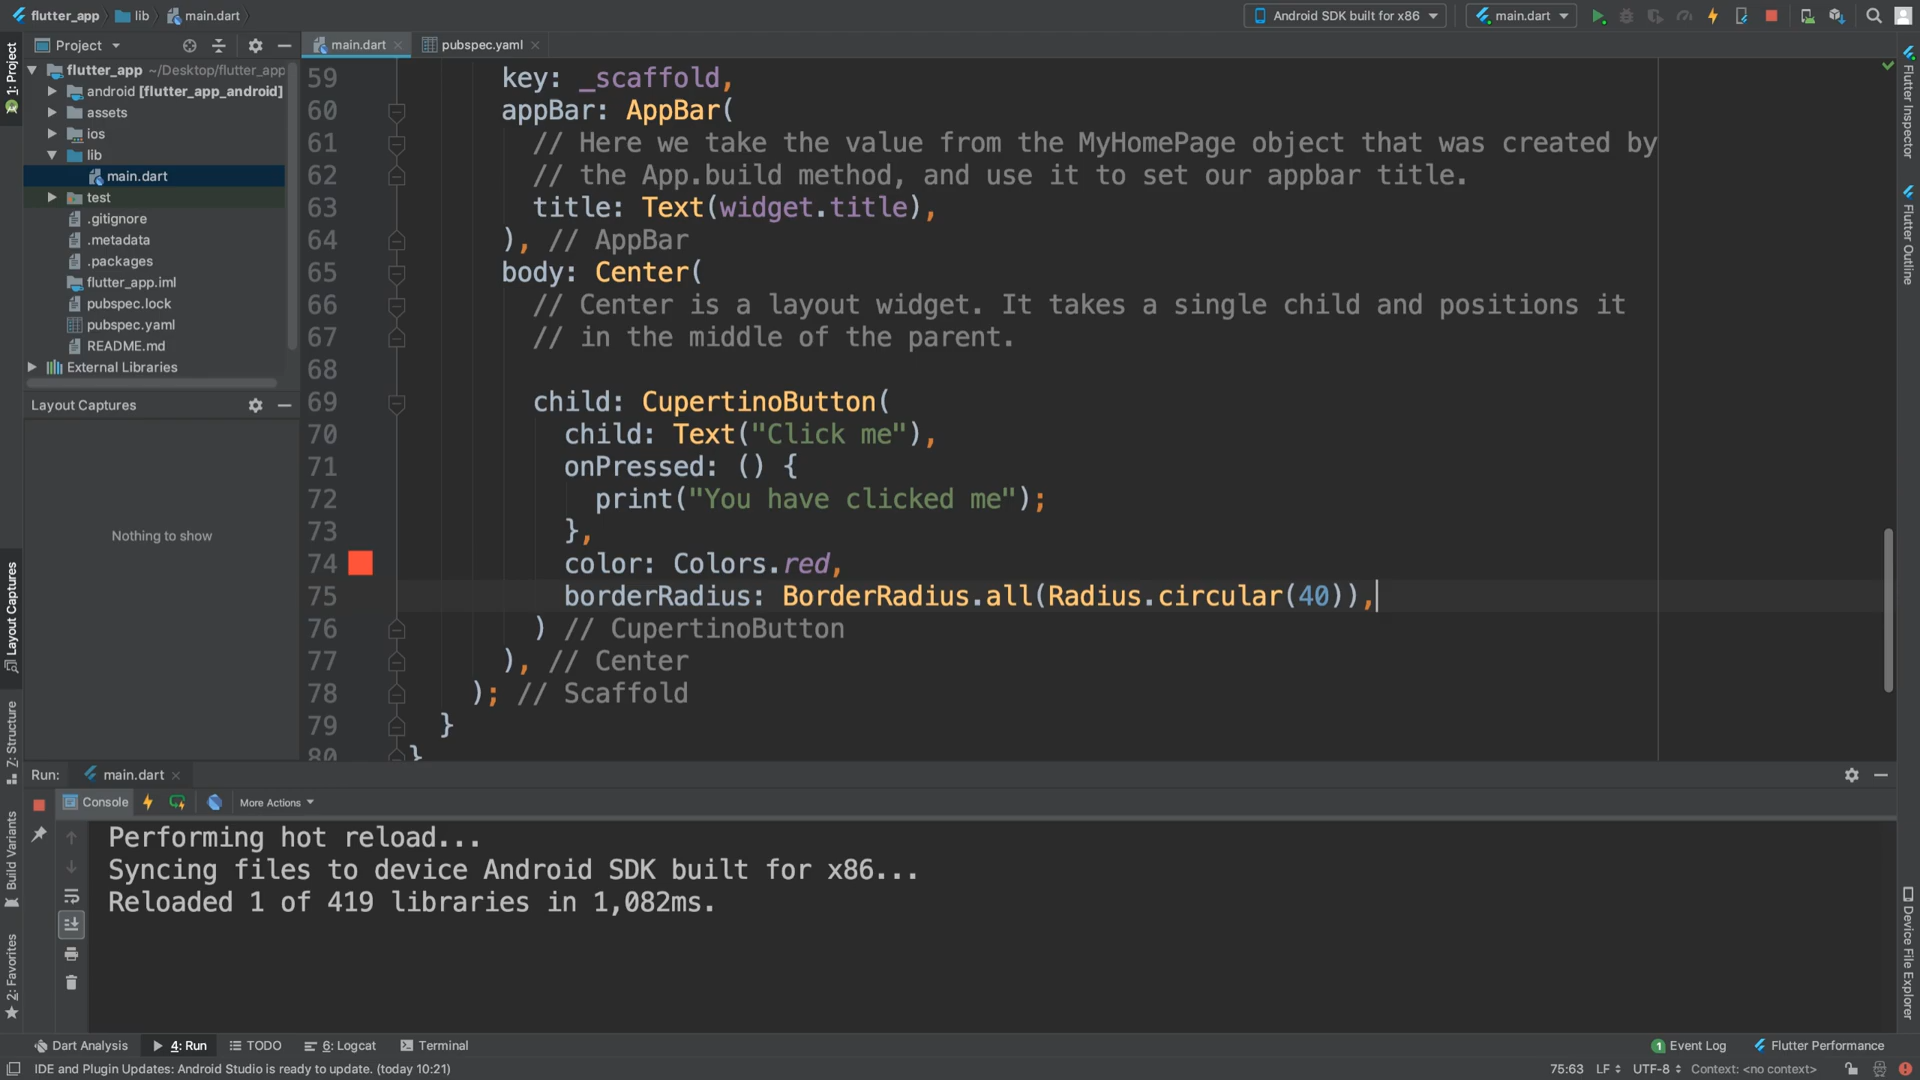 flutter_app lib main.dart Android SDK built for x86 main.dart
1: Project
Project
main.dart
pubspec.yaml
flutter_app ~/Desktop/flutter_app
android [flutter_app_android]
assets
ios
lib
main.dart
test
.gitignore
.metadata
.packages
flutter_app.iml
pubspec.lock
pubspec.yaml
README.md
External Libraries
Layout Captures
Nothing to show
Layout Captures
Z: Structure
Build Variants
2: Favorites
59 key: _scaffold,
60 appBar: AppBar(
61 // Here we take the value from the MyHomePage object that was created by
62 // the App.build method, and use it to set our appbar title.
63 title: Text(widget.title),
64 ), // AppBar
65 body: Center(
66 // Center is a layout widget. It takes a single child and positions it
67 // in the middle of the parent.
68
69 child: CupertinoButton(
70 child: Text("Click me"),
71 onPressed: () {
72 print("You have clicked me");
73 },
74 color: Colors.red,
75 borderRadius: BorderRadius.all(Radius.circular(40)),
76 ) // CupertinoButton
77 ), // Center
78 ); // Scaffold
79 }
80 }
Flutter Inspector
Flutter Outline
Device File Explorer
Run: main.dart
Console More Actions
Performing hot reload...
Syncing files to device Android SDK built for x86...
Reloaded 1 of 419 libraries in 1,082ms.
Dart Analysis 4: Run TODO 6: Logcat Terminal 1 Event Log Flutter Performance
IDE and Plugin Updates: Android Studio is ready to update. (today 10:21) 75:63 LF UTF-8 Context: <no context>